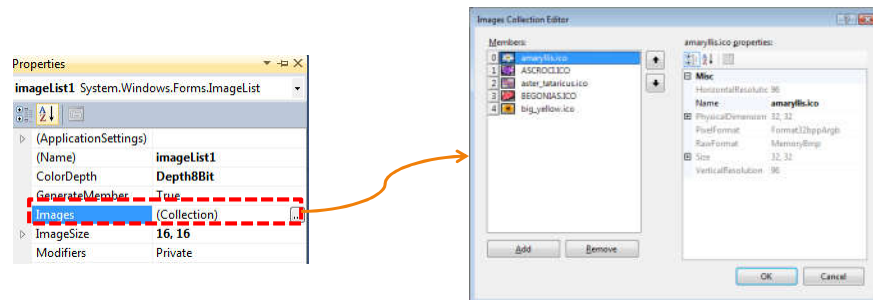 Properties
imageList1 System.Windows.Forms.ImageList
(ApplicationSettings)
(Name) imageList1
ColorDepth Depth8Bit
GenerateMember True
Images (Collection) ...
ImageSize 16, 16
Modifiers Private
Images Collection Editor
Members:
0 amaryllis.ico
1 ASCROCI.ICO
2 aster_tataricus.ico
3 BEGONIAS.ICO
4 big_yellow.ico
Add Remove
amaryllis.ico properties:
Misc
HorizontalResolutic 96
Name amaryllis.ico
PhysicalDimension 32, 32
PixelFormat Format32bppArgb
RawFormat MemoryBmp
Size 32, 32
VerticalResolution 96
OK Cancel